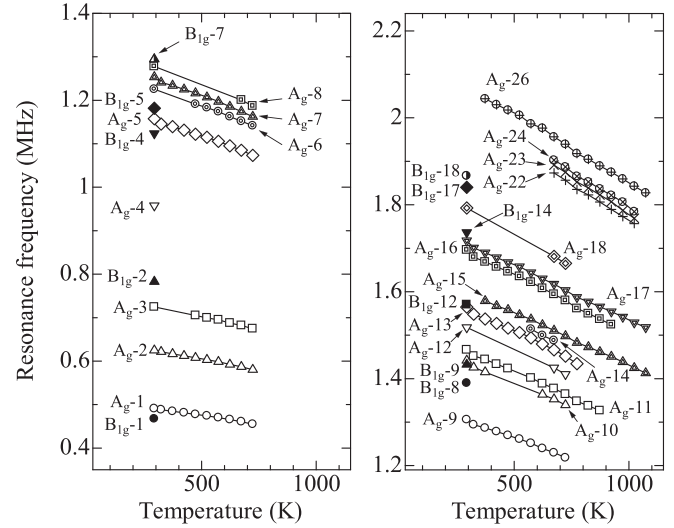 Resonance frequency (MHz)
1.4
1.2
1
0.8
0.6
0.4
B1g-7
B1g-5
Ag-5
B1g-4
Ag-8
Ag-7
Ag-6
Ag-4
B1g-2
Ag-3
Ag-2
Ag-1
B1g-1
500
1000
Temperature (K)
2.2
2
1.8
1.6
1.4
1.2
Ag-26
Ag-24
Ag-23
B1g-18
Ag-22
B1g-17
B1g-14
Ag-16
Ag-18
Ag-15
Ag-17
B1g-12
Ag-13
Ag-12
B1g-9
Ag-14
B1g-8
Ag-11
Ag-9
Ag-10
500
1000
Temperature (K)